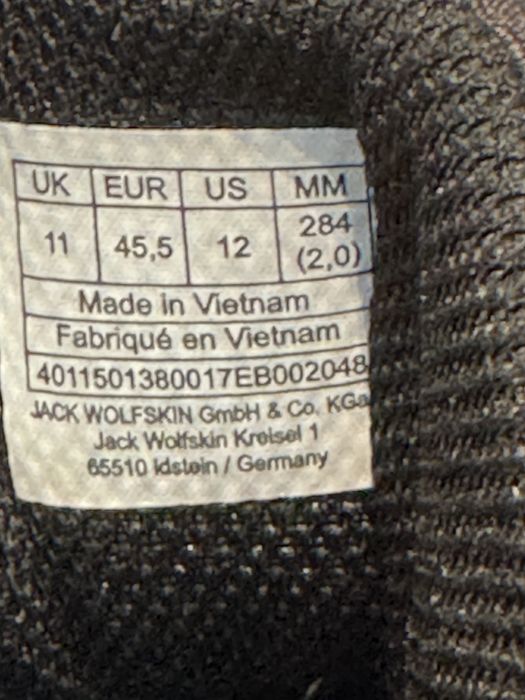 UK EUR US MM
11 45,5 12 284 (2,0)
Made in Vietnam
Fabriqué en Vietnam
4011501380017EB002048
JACK WOLFSKIN GmbH & Co. KGa
Jack Wolfskin Kreisel 1
65510 Idstein / Germany